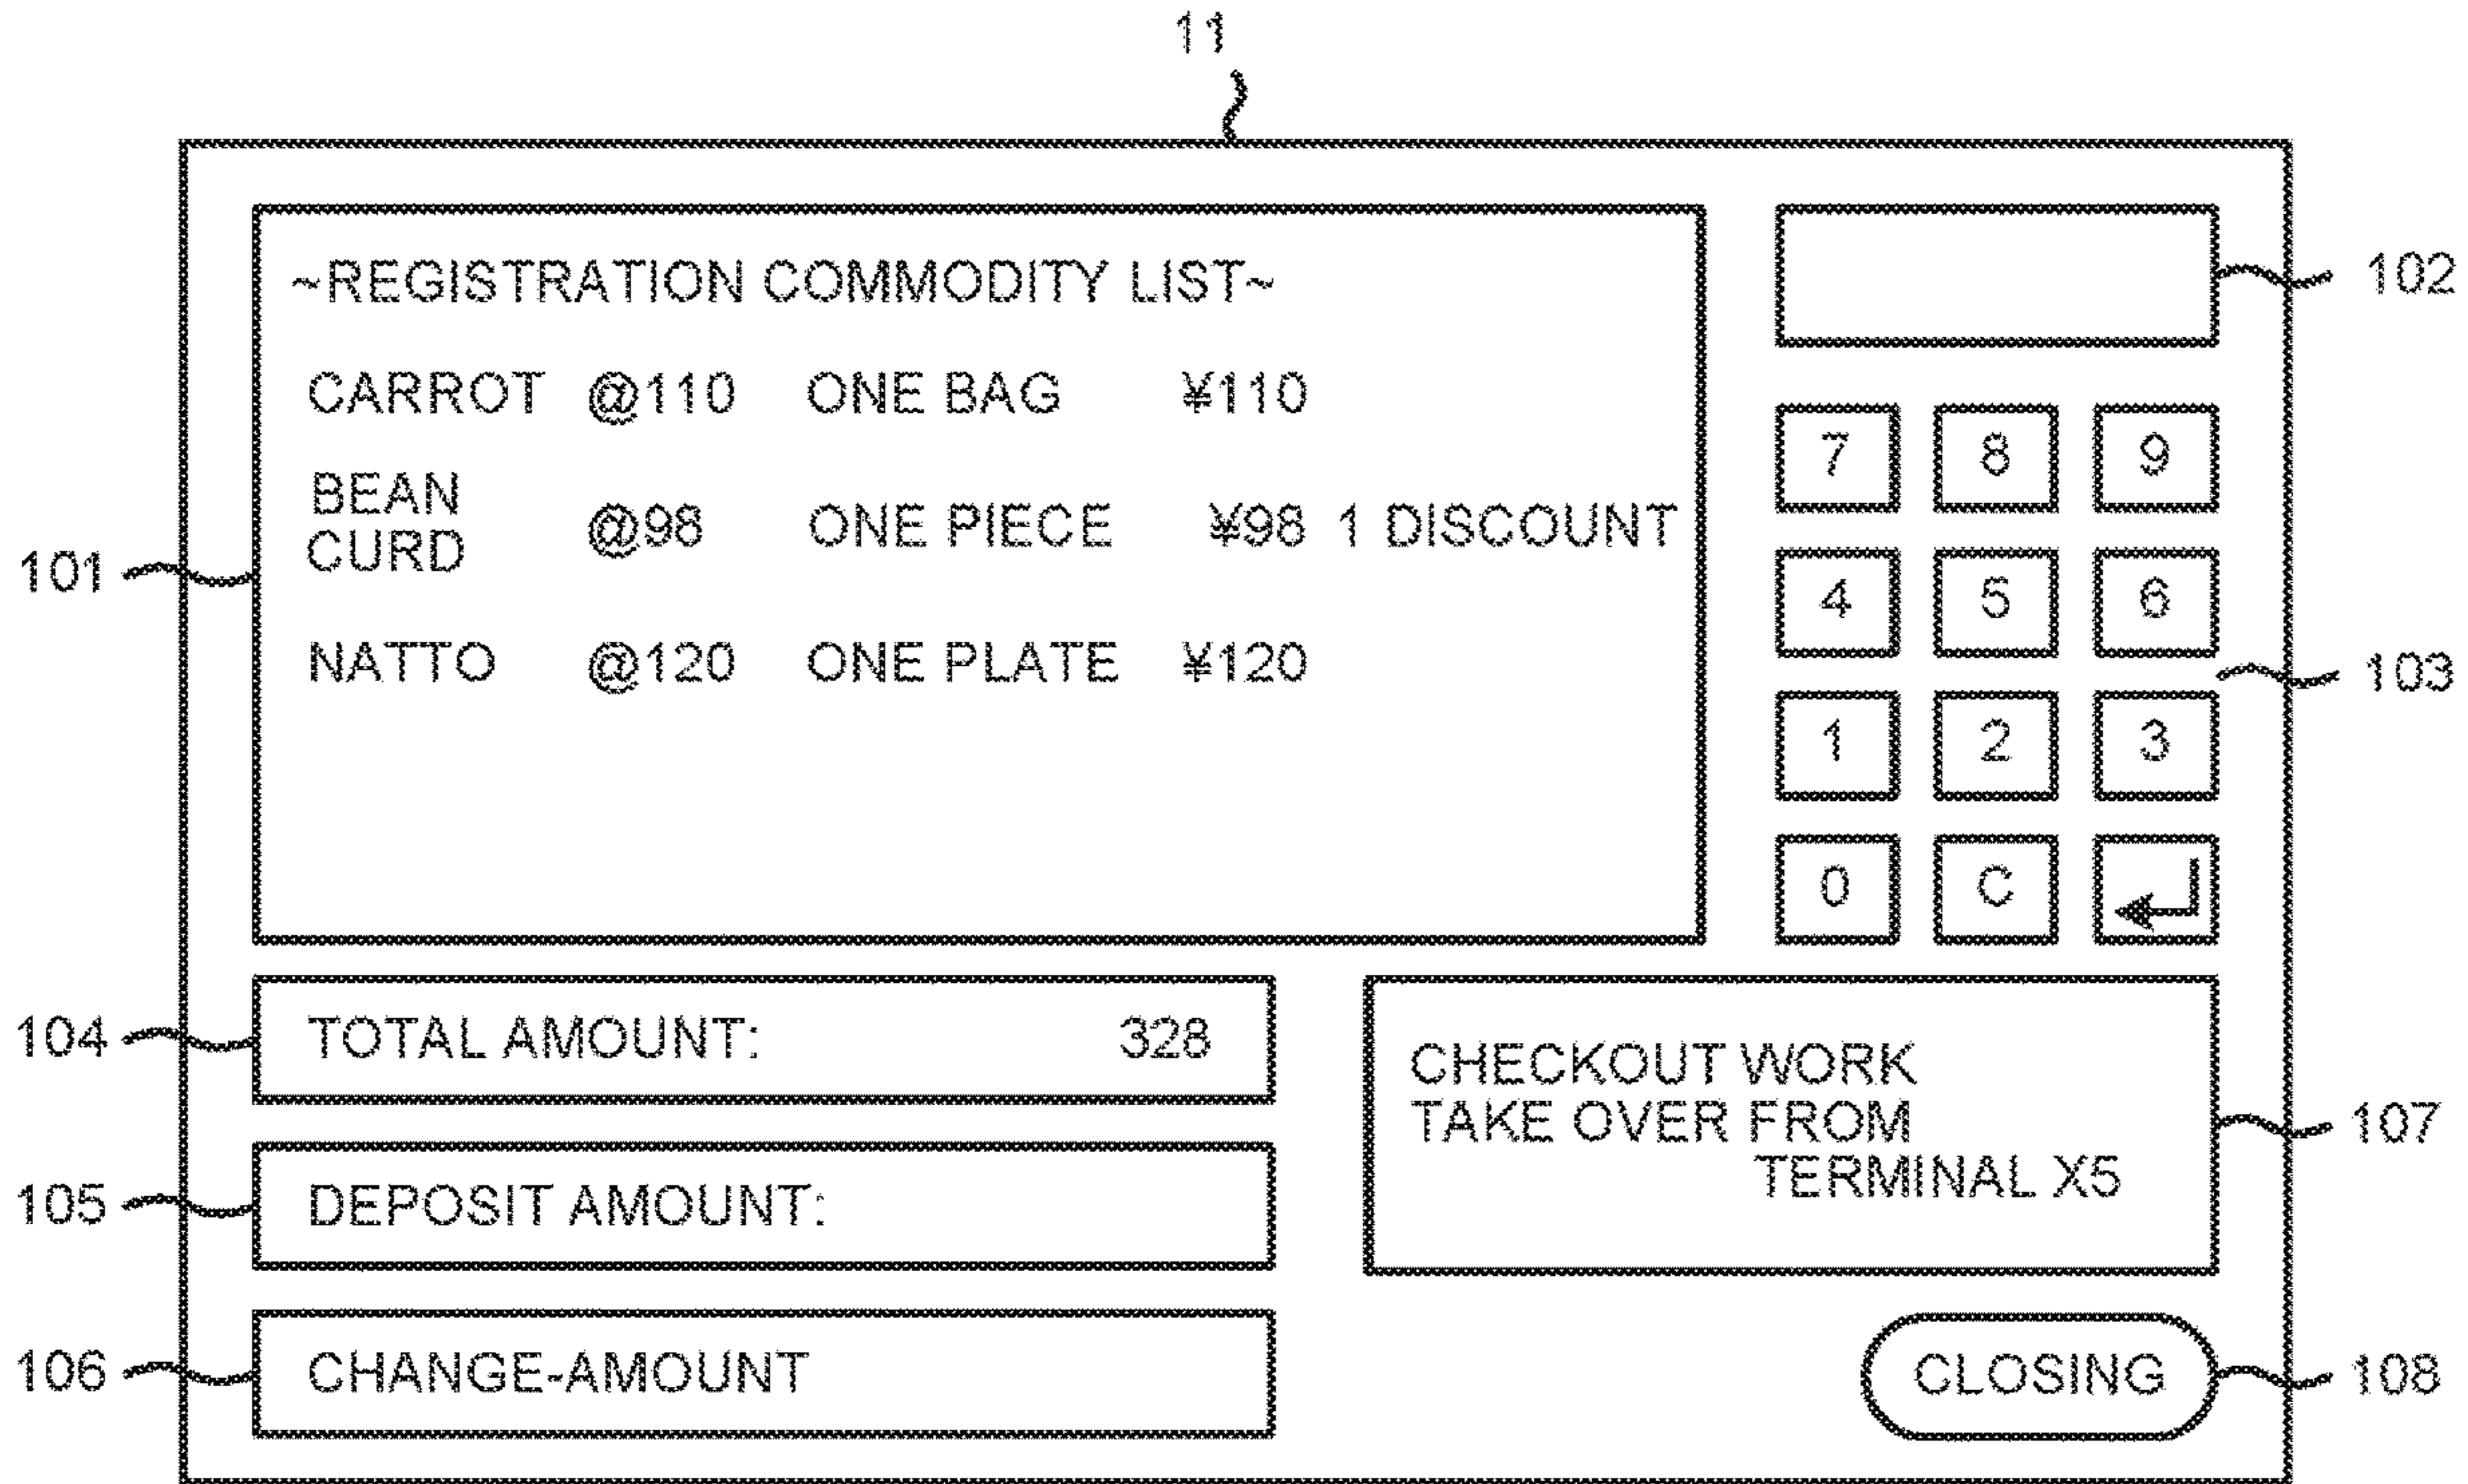 11
~REGISTRATION COMMODITY LIST~
CARROT @110 ONE BAG ¥110
BEAN
CURD @98 ONE PIECE ¥98 1 DISCOUNT
NATTO @120 ONE PLATE ¥120
101
102
7 8 9
4 5 6
103
1 2 3
0 C
104
TOTAL AMOUNT: 328
105
DEPOSIT AMOUNT:
106
CHANGE-AMOUNT
CHECKOUT WORK
TAKE OVER FROM
TERMINAL X5
107
CLOSING
108